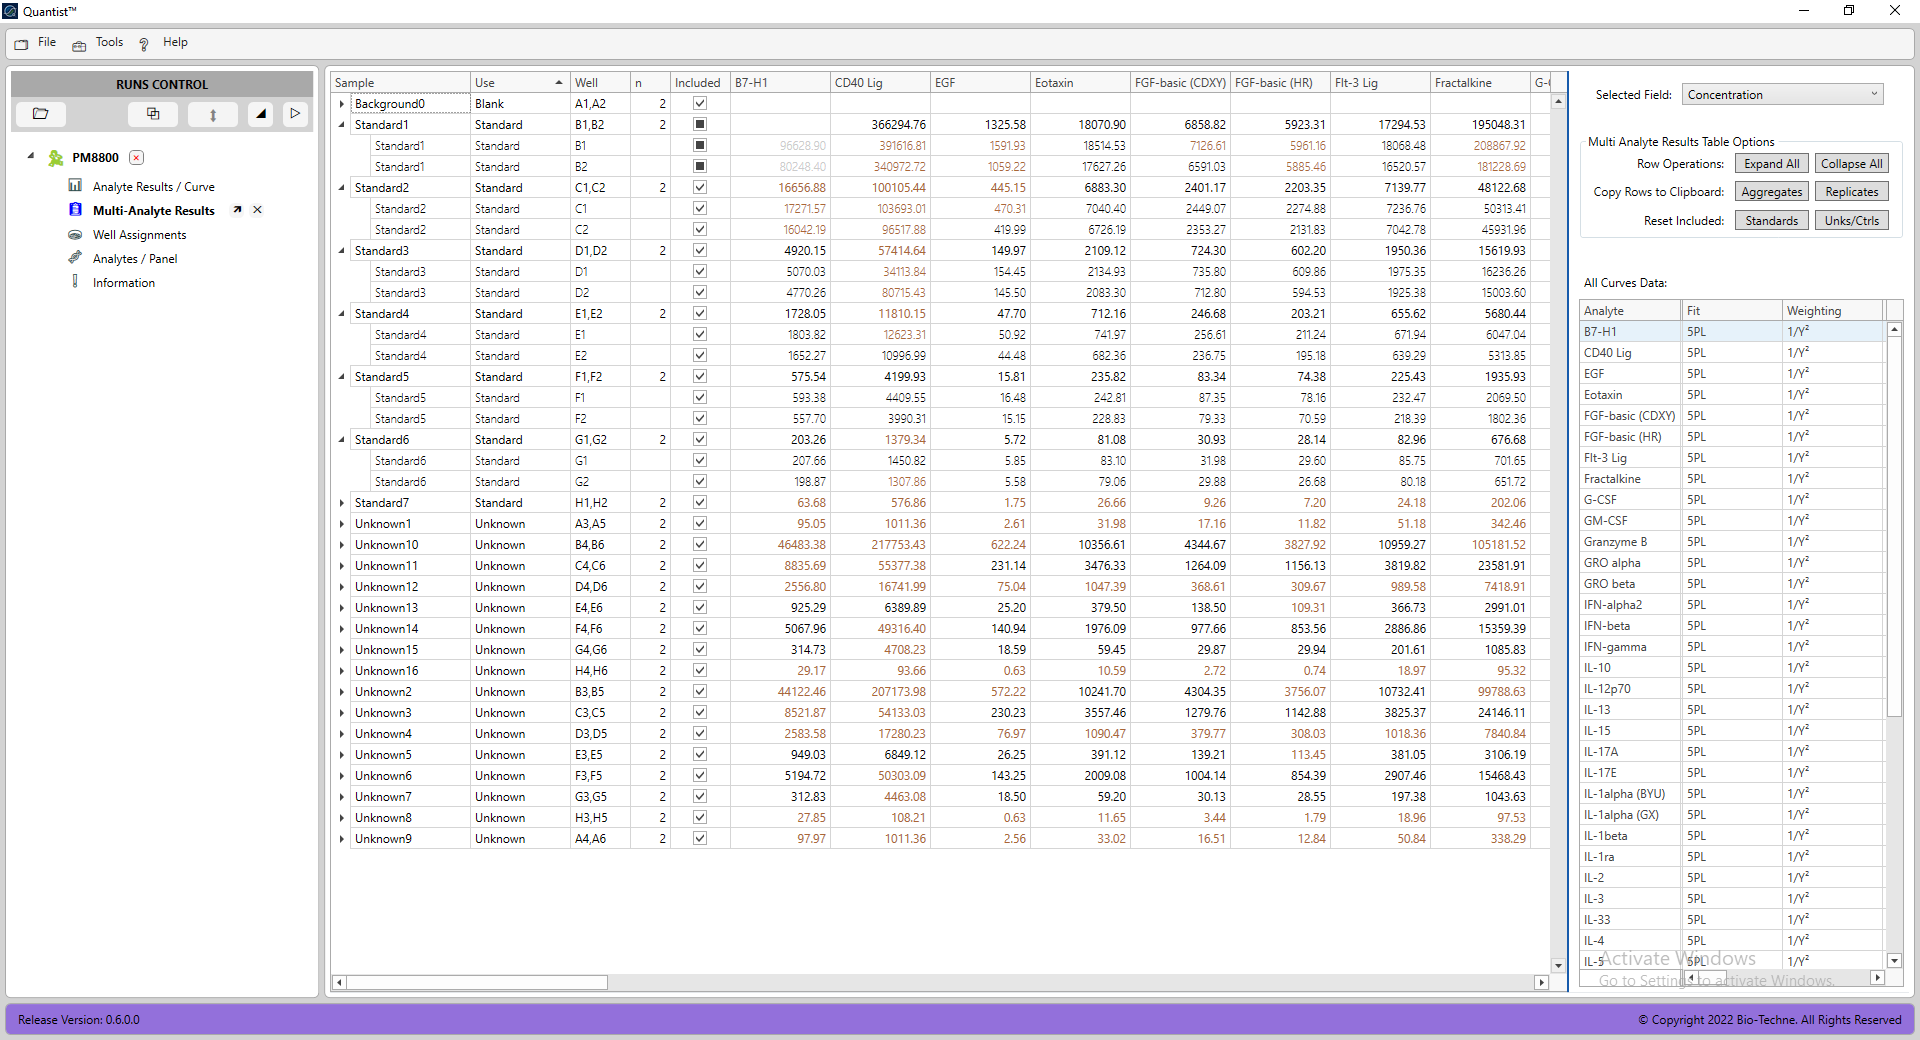 Quantist™
File Tools Help
RUNS CONTROL
PM8800
Analyte Results / Curve
Multi-Analyte Results
Well Assignments
Analytes / Panel
Information
Sample Use Well n Included B7-H1 CD40 Lig EGF Eotaxin FGF-basic (CDXY) FGF-basic (HR) Flt-3 Lig Fractalkine
Background0 Blank A1,A2 2
Standard1 Standard B1,B2 2 366294.76 1325.58 18070.90 6858.82 5923.31 17294.53 195048.31
Standard1 Standard B1 96628.90 391616.81 1591.93 18514.53 7126.61 5961.16 18068.48 208867.92
Standard1 Standard B2 80248.40 340972.72 1059.22 17627.26 6591.03 5885.46 16520.57 181228.69
Standard2 Standard C1,C2 2 16656.88 100105.44 445.15 6883.30 2401.17 2203.35 7139.77 48122.68
Standard2 Standard C1 17271.57 103693.01 470.31 7040.40 2449.07 2274.88 7236.76 50313.41
Standard2 Standard C2 16042.19 96517.88 419.99 6726.19 2353.27 2131.83 7042.78 45931.96
Standard3 Standard D1,D2 2 4920.15 57414.64 149.97 2109.12 724.30 602.20 1950.36 15619.93
Standard3 Standard D1 5070.03 34113.84 154.45 2134.93 735.80 609.86 1975.35 16236.26
Standard3 Standard D2 4770.26 80715.43 145.50 2083.30 712.80 594.53 1925.38 15003.60
Standard4 Standard E1,E2 2 1728.05 11810.15 47.70 712.16 246.68 203.21 655.62 5680.44
Standard4 Standard E1 1803.82 12623.31 50.92 741.97 256.61 211.24 671.94 6047.04
Standard4 Standard E2 1652.27 10996.99 44.48 682.36 236.75 195.18 639.29 5313.85
Standard5 Standard F1,F2 2 575.54 4199.93 15.81 235.82 83.34 74.38 225.43 1935.93
Standard5 Standard F1 593.38 4409.55 16.48 242.81 87.35 78.16 232.47 2069.50
Standard5 Standard F2 557.70 3990.31 15.15 228.83 79.33 70.59 218.39 1802.36
Standard6 Standard G1,G2 2 203.26 1379.34 5.72 81.08 30.93 28.14 82.96 676.68
Standard6 Standard G1 207.66 1450.82 5.85 83.10 31.98 29.60 85.75 701.65
Standard6 Standard G2 198.87 1307.86 5.58 79.06 29.88 26.68 80.18 651.72
Standard7 Standard H1,H2 2 63.68 576.86 1.75 26.66 9.26 7.20 24.18 202.06
Unknown1 Unknown A3,A5 2 95.05 1011.36 2.61 31.98 17.16 11.82 51.18 342.46
Unknown10 Unknown B4,B6 2 46483.38 217753.43 622.24 10356.61 4344.67 3827.92 10959.27 105181.52
Unknown11 Unknown C4,C6 2 8835.69 55377.38 231.14 3476.33 1264.09 1156.13 3819.82 23581.91
Unknown12 Unknown D4,D6 2 2556.80 16741.99 75.04 1047.39 368.61 309.67 989.58 7418.91
Unknown13 Unknown E4,E6 2 925.29 6389.89 25.20 379.50 138.50 109.31 366.73 2991.01
Unknown14 Unknown F4,F6 2 5067.96 49316.40 140.94 1976.09 977.66 853.56 2886.86 15359.39
Unknown15 Unknown G4,G6 2 314.73 4708.23 18.59 59.45 29.87 29.94 201.61 1085.83
Unknown16 Unknown H4,H6 2 29.17 93.66 0.63 10.59 2.72 0.74 18.97 95.32
Unknown2 Unknown B3,B5 2 44122.46 207173.98 572.22 10241.70 4304.35 3756.07 10732.41 99788.63
Unknown3 Unknown C3,C5 2 8521.87 54133.03 230.23 3557.46 1279.76 1142.88 3825.37 24146.11
Unknown4 Unknown D3,D5 2 2583.58 17280.23 76.97 1090.47 379.77 308.03 1018.36 7840.84
Unknown5 Unknown E3,E5 2 949.03 6849.12 26.25 391.12 139.21 113.45 381.05 3106.19
Unknown6 Unknown F3,F5 2 5194.72 50303.09 143.25 2009.08 1004.14 854.39 2907.46 15468.43
Unknown7 Unknown G3,G5 2 312.83 4463.08 18.50 59.20 30.13 28.55 197.38 1043.63
Unknown8 Unknown H3,H5 2 27.85 108.21 0.63 11.65 3.44 1.79 18.96 97.53
Unknown9 Unknown A4,A6 2 97.97 1011.36 2.56 33.02 16.51 12.84 50.84 338.29
Selected Field: Concentration
Multi Analyte Results Table Options
Row Operations: Expand All Collapse All
Copy Rows to Clipboard: Aggregates Replicates
Reset Included: Standards Unks/Ctrls
All Curves Data:
Analyte Fit Weighting
B7-H1 5PL 1/Y²
CD40 Lig 5PL 1/Y²
EGF 5PL 1/Y²
Eotaxin 5PL 1/Y²
FGF-basic (CDXY) 5PL 1/Y²
FGF-basic (HR) 5PL 1/Y²
Flt-3 Lig 5PL 1/Y²
Fractalkine 5PL 1/Y²
G-CSF 5PL 1/Y²
GM-CSF 5PL 1/Y²
Granzyme B 5PL 1/Y²
GRO alpha 5PL 1/Y²
GRO beta 5PL 1/Y²
IFN-alpha2 5PL 1/Y²
IFN-beta 5PL 1/Y²
IFN-gamma 5PL 1/Y²
IL-10 5PL 1/Y²
IL-12p70 5PL 1/Y²
IL-13 5PL 1/Y²
IL-15 5PL 1/Y²
IL-17A 5PL 1/Y²
IL-17E 5PL 1/Y²
IL-1alpha (BYU) 5PL 1/Y²
IL-1alpha (GX) 5PL 1/Y²
IL-1beta 5PL 1/Y²
IL-1ra 5PL 1/Y²
IL-2 5PL 1/Y²
IL-3 5PL 1/Y²
IL-33 5PL 1/Y²
IL-4 5PL 1/Y²
IL-5 5PL 1/Y²
Activate Windows
Go to Settings to activate Windows.
Release Version: 0.6.0.0
© Copyright 2022 Bio-Techne. All Rights Reserved